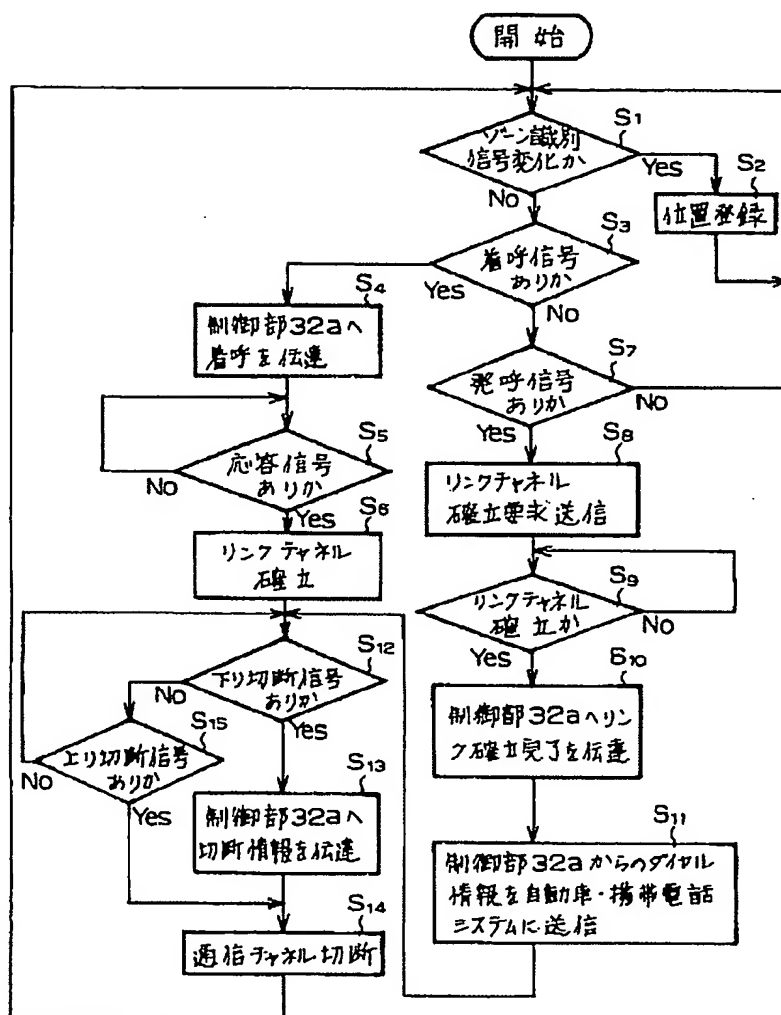 開始
S1
ゾーン識別
信号変化か
Yes
No
S2
位置登録
S3
着呼信号
ありか
Yes
No
S4
制御部32aへ
着呼を伝達
S7
発呼信号
ありか
No
Yes
S5
応答信号
ありか
No
Yes
S8
リンクチャネル
確立要求送信
S6
リンクチャネル
確立
S9
リンクチャネル
確立か
No
Yes
S12
下り切断信号
ありか
No
Yes
S10
制御部32aへリン
ク確立完了を伝達
S15
上り切断信号
ありか
No
Yes
S13
制御部32aへ
切断情報を伝達
S11
制御部32aからのダイヤル
情報を自動車・携帯電話
システムに送信
S14
通信チャネル切断